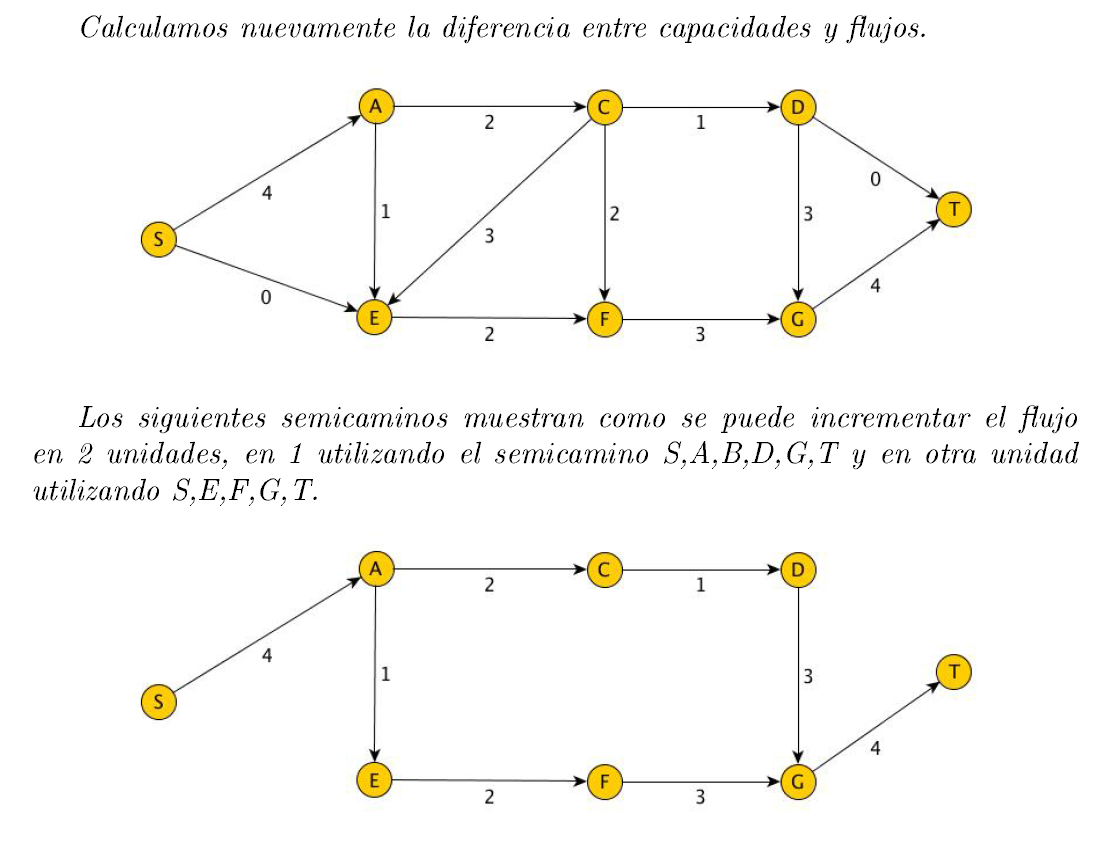 Calculamos nuevamente la diferencia entre capacidades y flujos.
A
C
D
2
1
4
0
1
2
3
T
S
3
0
4
E
F
G
2
3
Los siguientes semicaminos muestran como se puede incrementar el flujo
en 2 unidades, en 1 utilizando el semicamino S,A,B,D,G,T y en otra unidad
utilizando S,E,F,G,T.
A
C
D
2
1
4
1
3
T
S
4
E
F
G
2
3